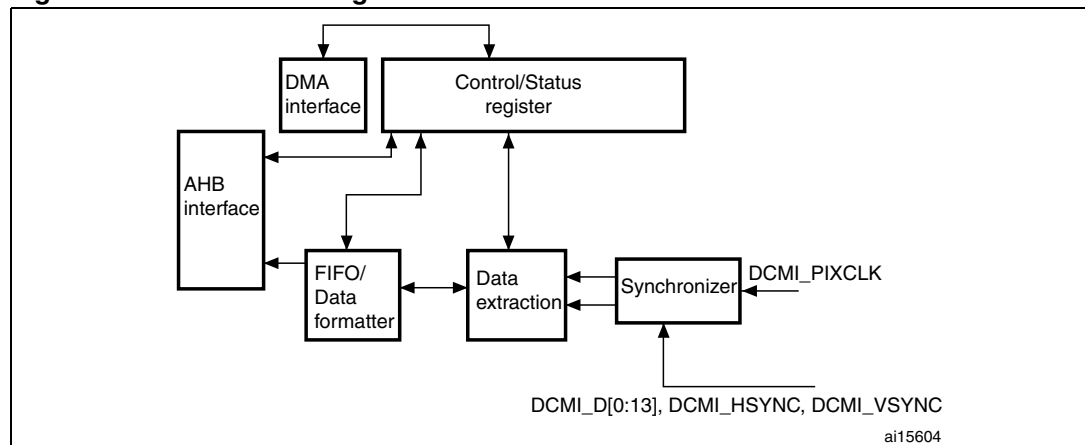 DMA
interface
Control/Status
register
AHB
interface
FIFO/
Data
formatter
Data
extraction
Synchronizer
DCMI_PIXCLK
DCMI_D[0:13], DCMI_HSYNC, DCMI_VSYNC
ai15604